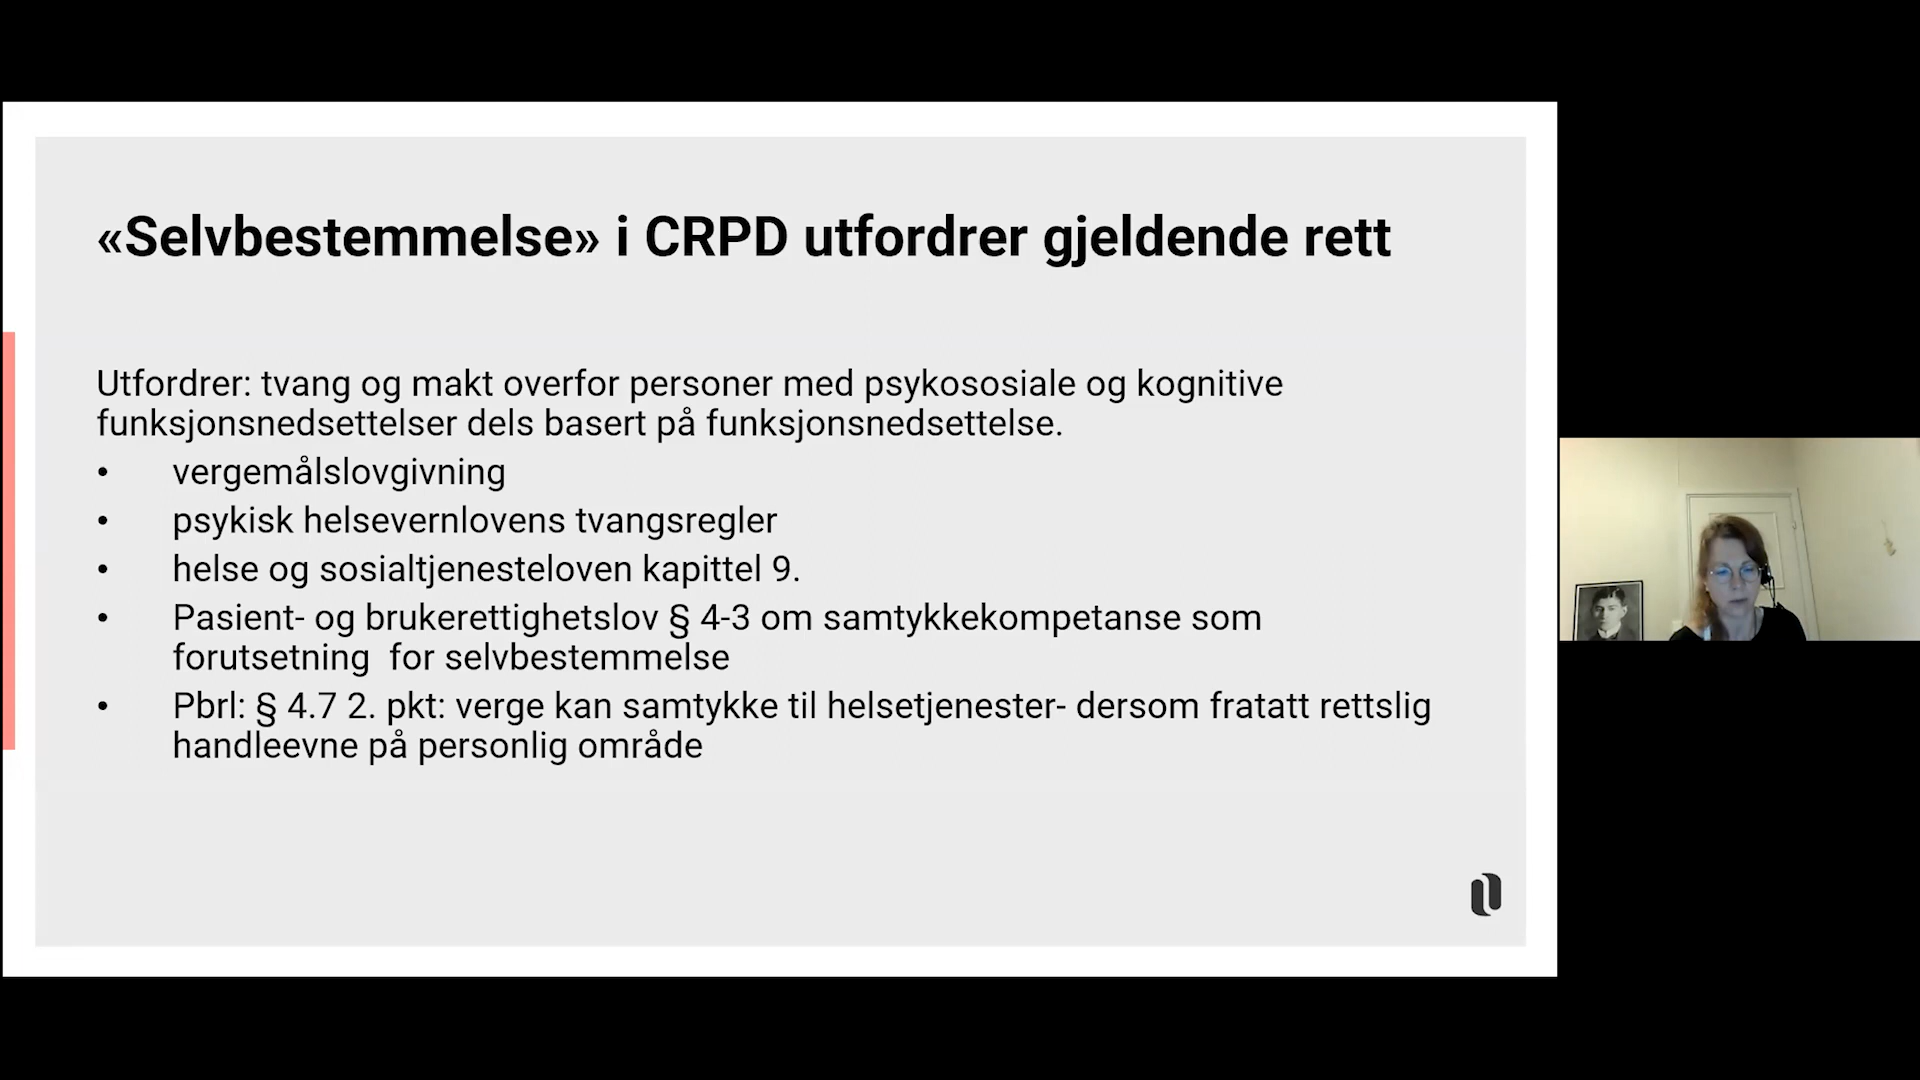 «Selvbestemmelse» i CRPD utfordrer gjeldende rett
Utfordrer: tvang og makt overfor personer med psykososiale og kognitive
funksjonsnedsettelser dels basert på funksjonsnedsettelse.
• vergemålslovgivning
• psykisk helsevernlovens tvangsregler
• helse og sosialtjenesteloven kapittel 9.
• Pasient- og brukerettighetslov § 4-3 om samtykkekompetanse som
forutsetning  for selvbestemmelse
• Pbrl: § 4.7 2. pkt: verge kan samtykke til helsetjenester- dersom fratatt rettslig
handleevne på personlig område